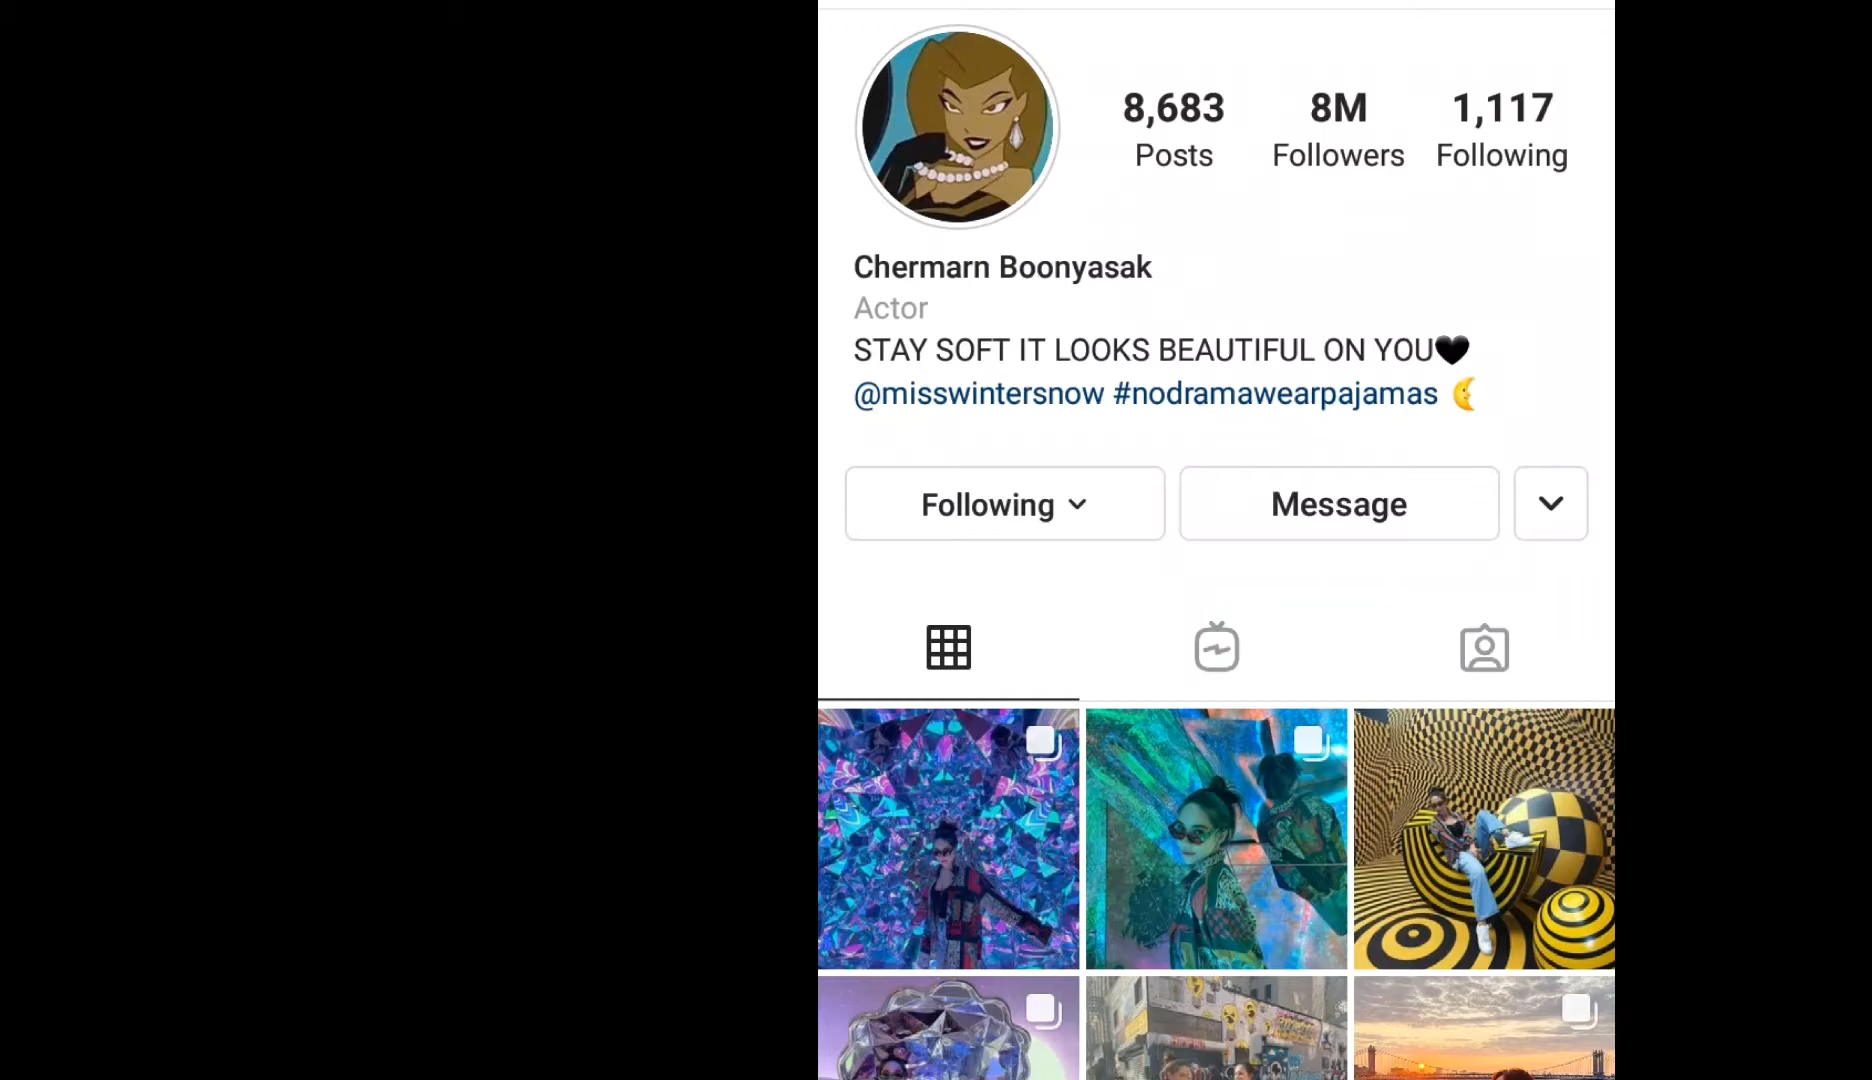 8,683 8M 1,117
Posts Followers Following
Chermarn Boonyasak
Actor
STAY SOFT IT LOOKS BEAUTIFUL ON YOU🖤
@misswintersnow #nodramawearpajamas 🌜
Following Message